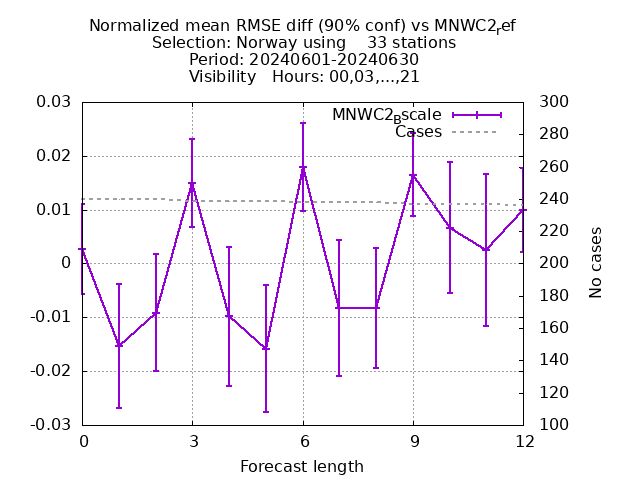 Normalized mean RMSE diff (90% conf) vs MNWC2ref
Selection: Norway using    33 stations
Period: 20240601-20240630
Visibility   Hours: 00,03,...,21
MNWC2Bscale
Cases
0.03
0.02
0.01
0
-0.01
-0.02
-0.03
300
280
260
240
220
200
180
160
140
120
100
No cases
0 3 6 9 12
Forecast length